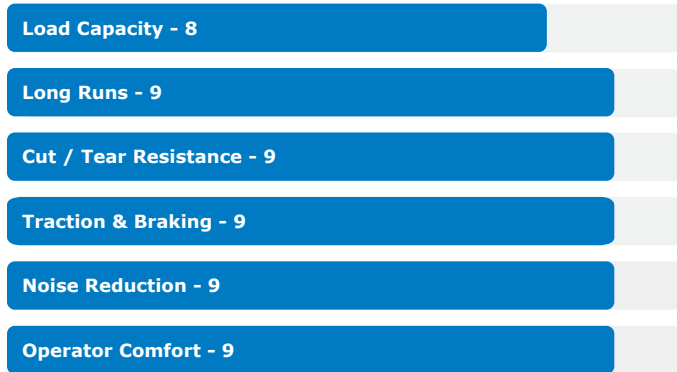 Load Capacity - 8
Long Runs - 9
Cut / Tear Resistance - 9
Traction & Braking - 9
Noise Reduction - 9
Operator Comfort - 9